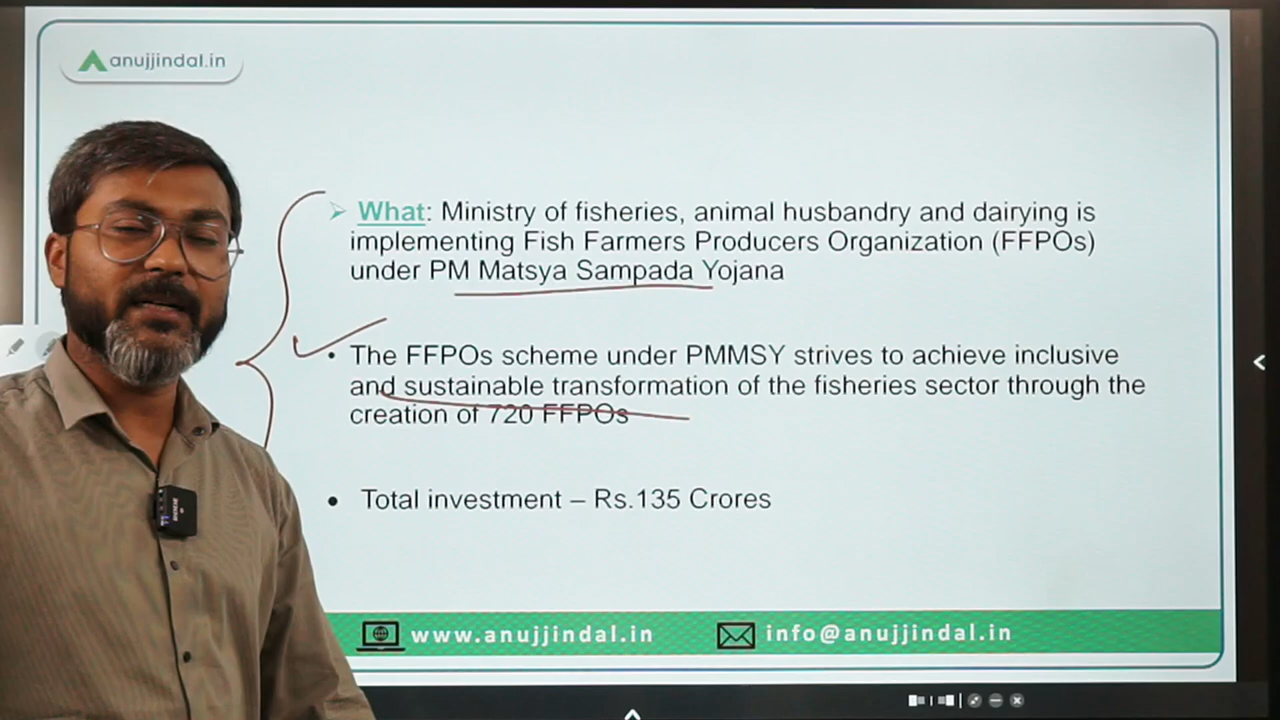 anujjindal.in
What: Ministry of fisheries, animal husbandry and dairying is
implementing Fish Farmers Producers Organization (FFPOs)
under PM Matsya Sampada Yojana
The FFPOs scheme under PMMSY strives to achieve inclusive
and sustainable transformation of the fisheries sector through the
creation of 720 FFPOs
Total investment – Rs.135 Crores
www.anujjindal.in
info@anujjindal.in